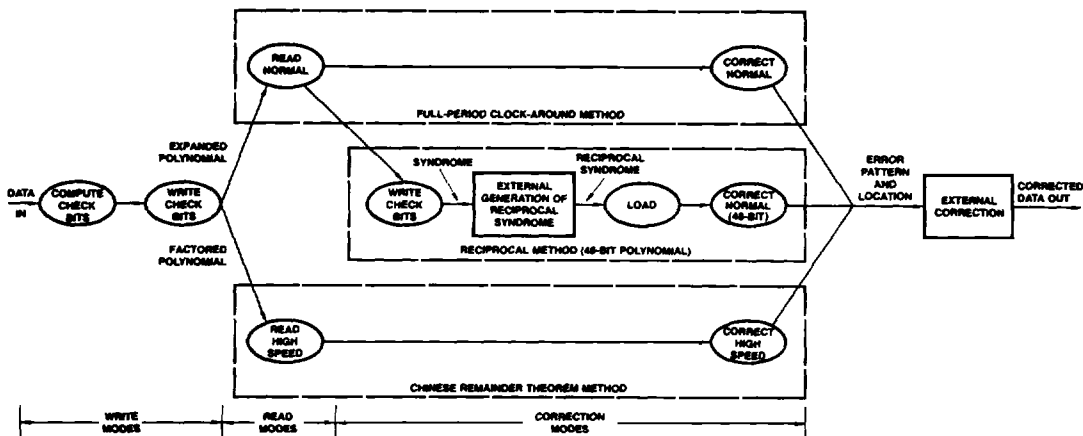 READ
NORMAL
CORRECT
NORMAL
FULL-PERIOD CLOCK-AROUND METHOD
EXPANDED
POLYNOMIAL
DATA
IN
COMPUTE
CHECK
BITS
WRITE
CHECK
BITS
FACTORED
POLYNOMIAL
SYNDROME
RECIPROCAL
SYNDROME
WRITE
CHECK
BITS
EXTERNAL
GENERATION OF
RECIPROCAL
SYNDROME
LOAD
CORRECT
NORMAL
(48-BIT)
RECIPROCAL METHOD (48-BIT POLYNOMIAL)
ERROR
PATTERN
AND
LOCATION
EXTERNAL
CORRECTION
CORRECTED
DATA OUT
READ
HIGH
SPEED
CORRECT
HIGH
SPEED
CHINESE REMAINDER THEOREM METHOD
WRITE
MODES
READ
MODES
CORRECTION
MODES